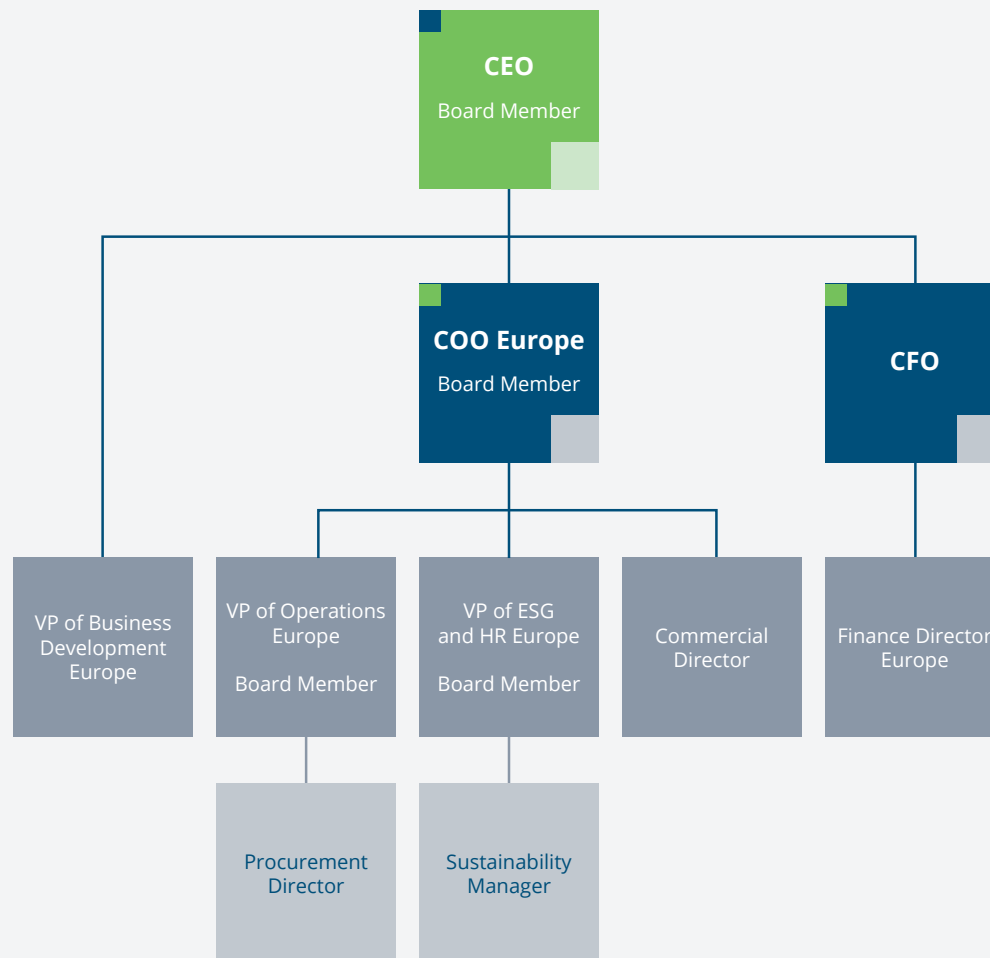 CEO
Board Member
COO Europe
Board Member
CFO
VP of Business
Development
Europe
VP of Operations
Europe
Board Member
VP of ESG
and HR Europe
Board Member
Commercial
Director
Finance Director
Europe
Procurement
Director
Sustainability
Manager